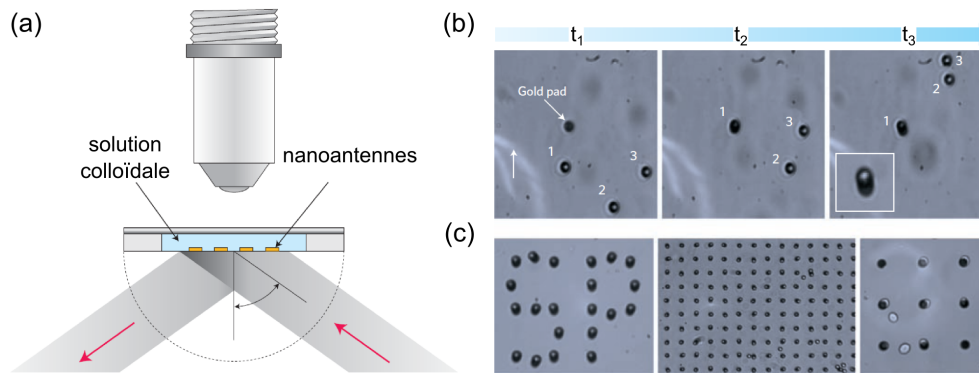 (a)
solution
colloïdale
nanoantennes
(b)
t1
t2
t3
Gold pad
1
2
3
1
2
3
1
2
3
(c)